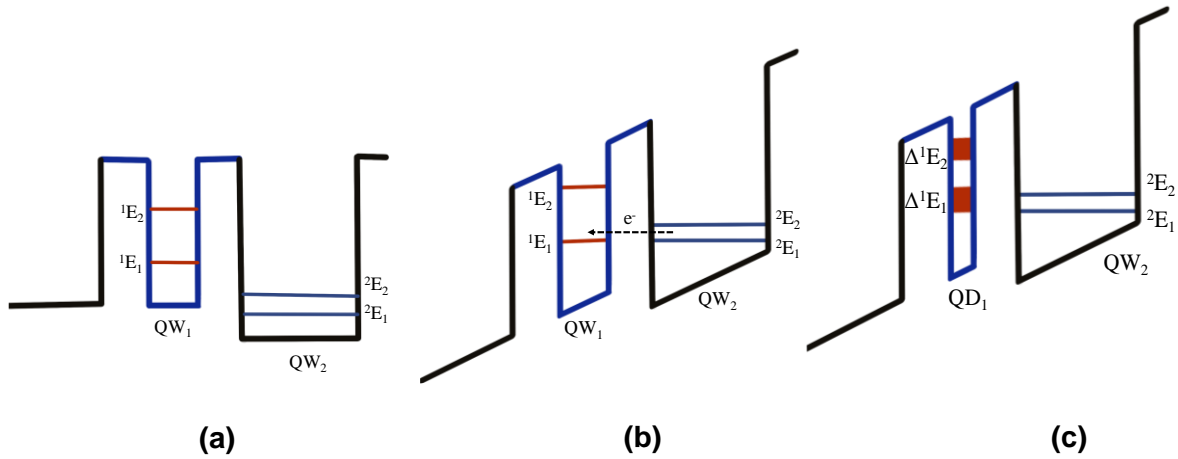 ¹E₂
¹E₁
QW₁
²E₂
²E₁
QW₂
(a)
¹E₂
¹E₁
e⁻
²E₂
²E₁
QW₁
QW₂
(b)
Δ¹E₂
Δ¹E₁
²E₂
²E₁
QD₁
QW₂
(c)